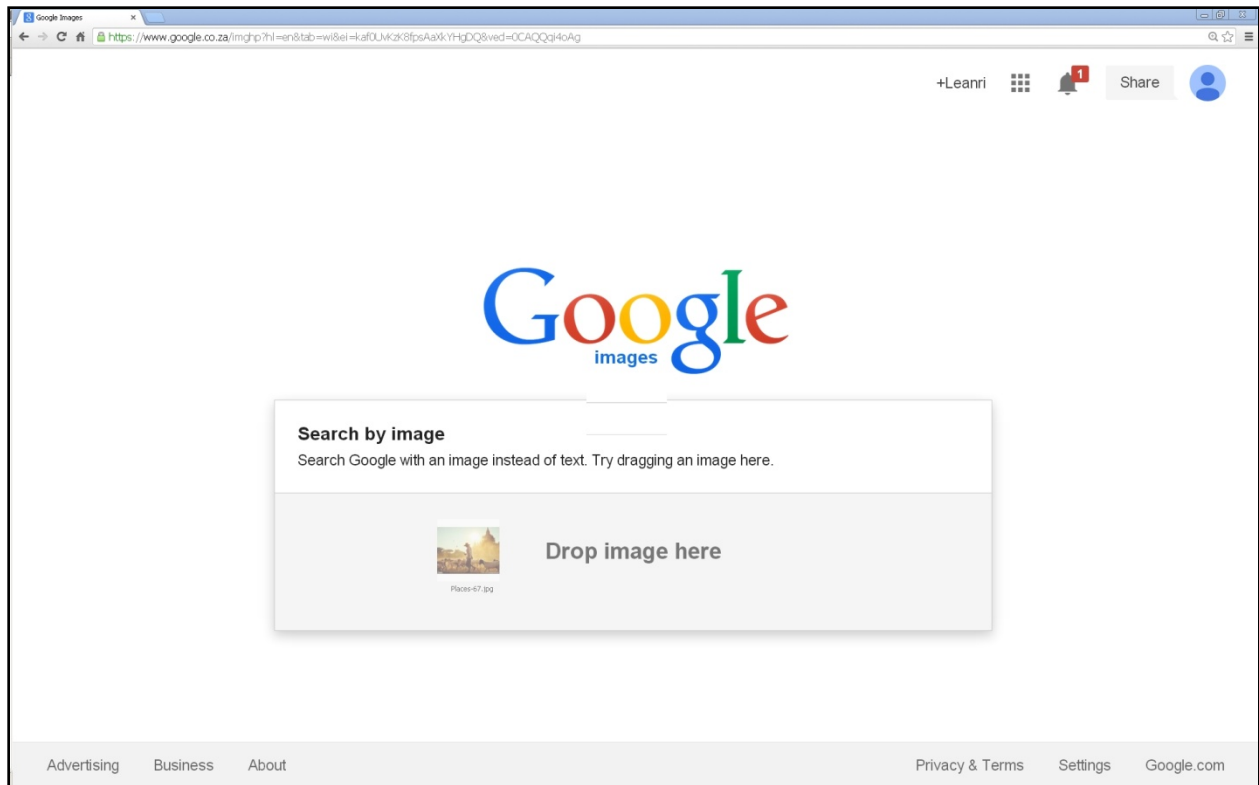 Google Images
https://www.google.co.za/imghp?hl=en&tab=wi&ei=kaf0UvKzK8fpsAaXkYHgDQ&ved=0CAQQqi4oAg
+Leanri
1
Share
Google
images
Search by image
Search Google with an image instead of text. Try dragging an image here.
Drop image here
Places-67.jpg
Advertising Business About Privacy & Terms Settings Google.com